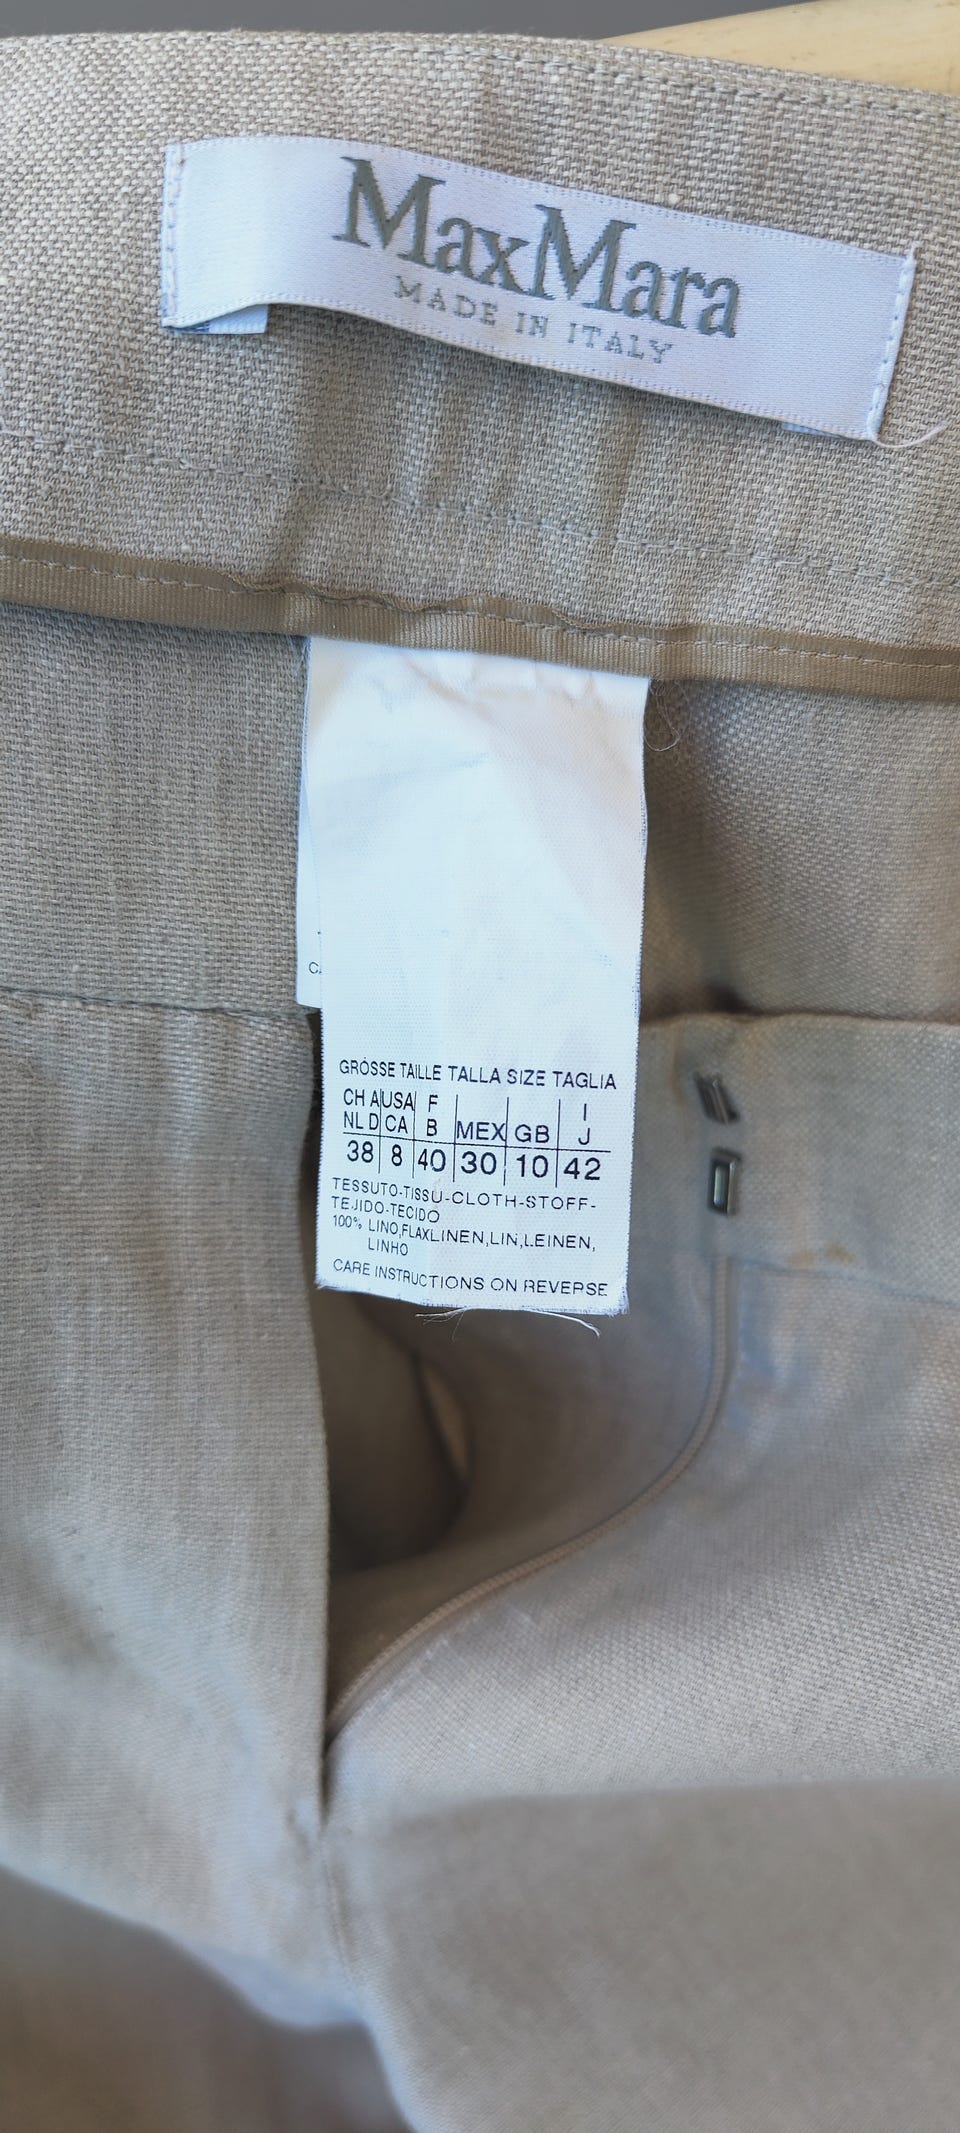 MaxMara
MADE IN ITALY
GRÖSSE TAILLE TALLA SIZE TAGLIA
CH A USA F I
NL D CA B MEX GB J
38 8 40 30 10 42
TESSUTO-TISSU-CLOTH-STOFF-
TEJIDO-TECIDO
100% LINO,FLAXLINEN,LIN,LEINEN,
LINHO
CARE INSTRUCTIONS ON REVERSE